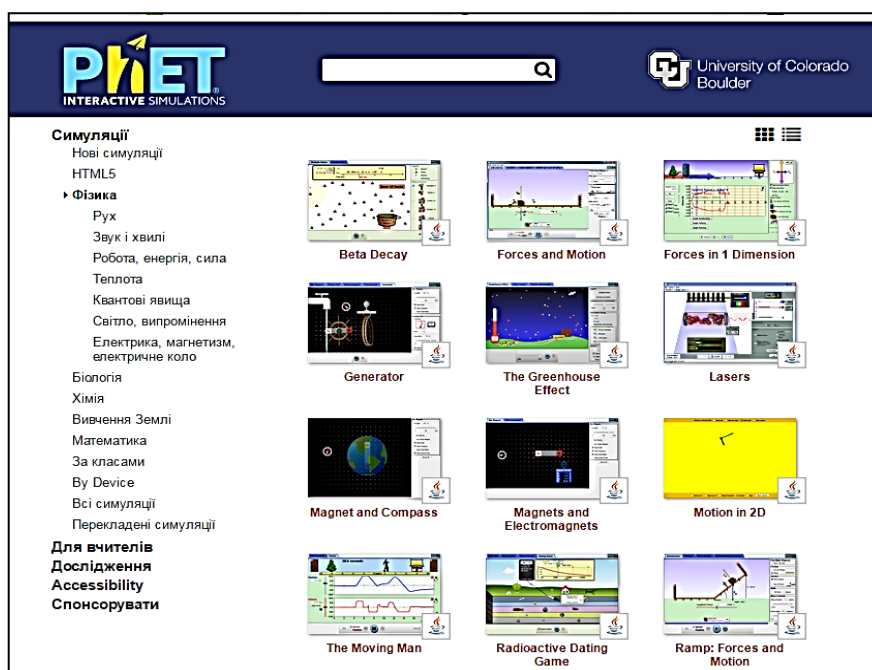 PhET
INTERACTIVE SIMULATIONS
University of Colorado
Boulder
Симуляції
Нові симуляції
HTML5
Фізика
Рух
Звук і хвилі
Робота, енергія, сила
Теплота
Квантові явища
Світло, випромінення
Електрика, магнетизм,
електричне коло
Біологія
Хімія
Вивчення Землі
Математика
За класами
By Device
Всі симуляції
Перекладені симуляції
Для вчителів
Дослідження
Accessibility
Спонсорувати
Beta Decay
Forces and Motion
Forces in 1 Dimension
Generator
The Greenhouse
Effect
Lasers
Magnet and Compass
Magnets and
Electromagnets
Motion in 2D
The Moving Man
Radioactive Dating
Game
Ramp: Forces and
Motion